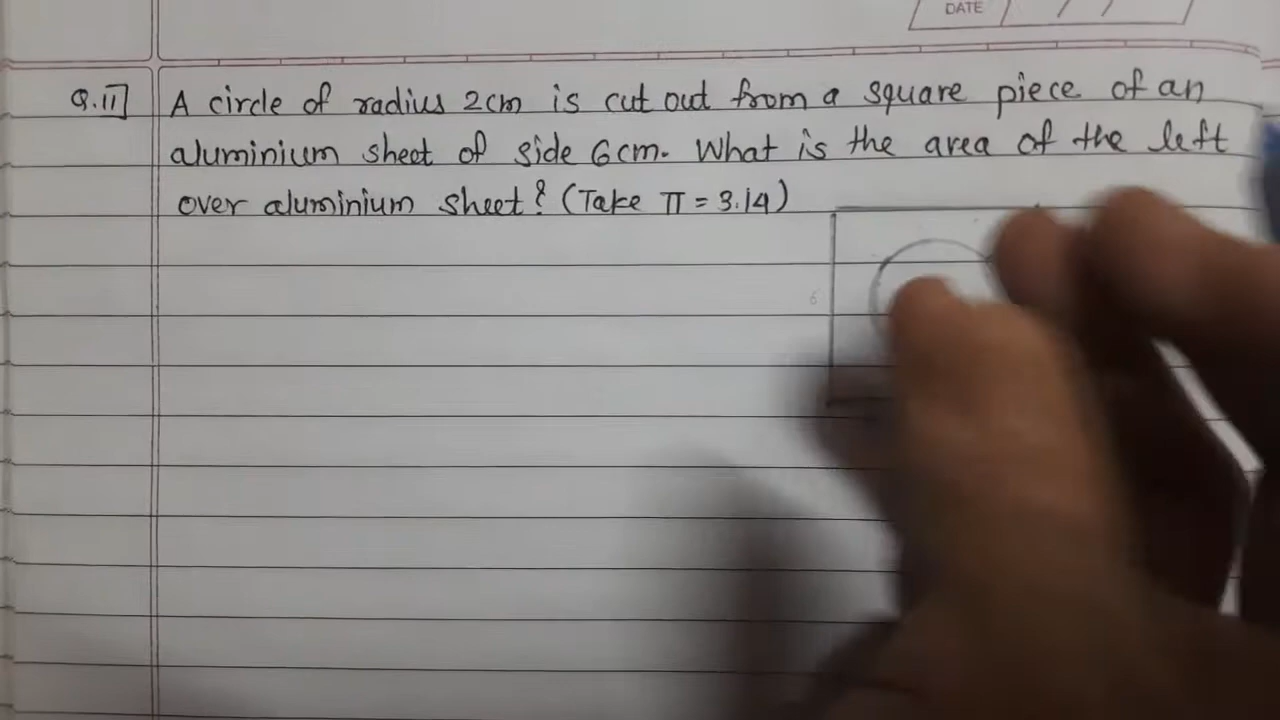 DATE
Q.11] A circle of radius 2cm is cut out from a square piece of an
aluminium sheet of side 6cm. What is the area of the left
over aluminium sheet? (Take π = 3.14)
6